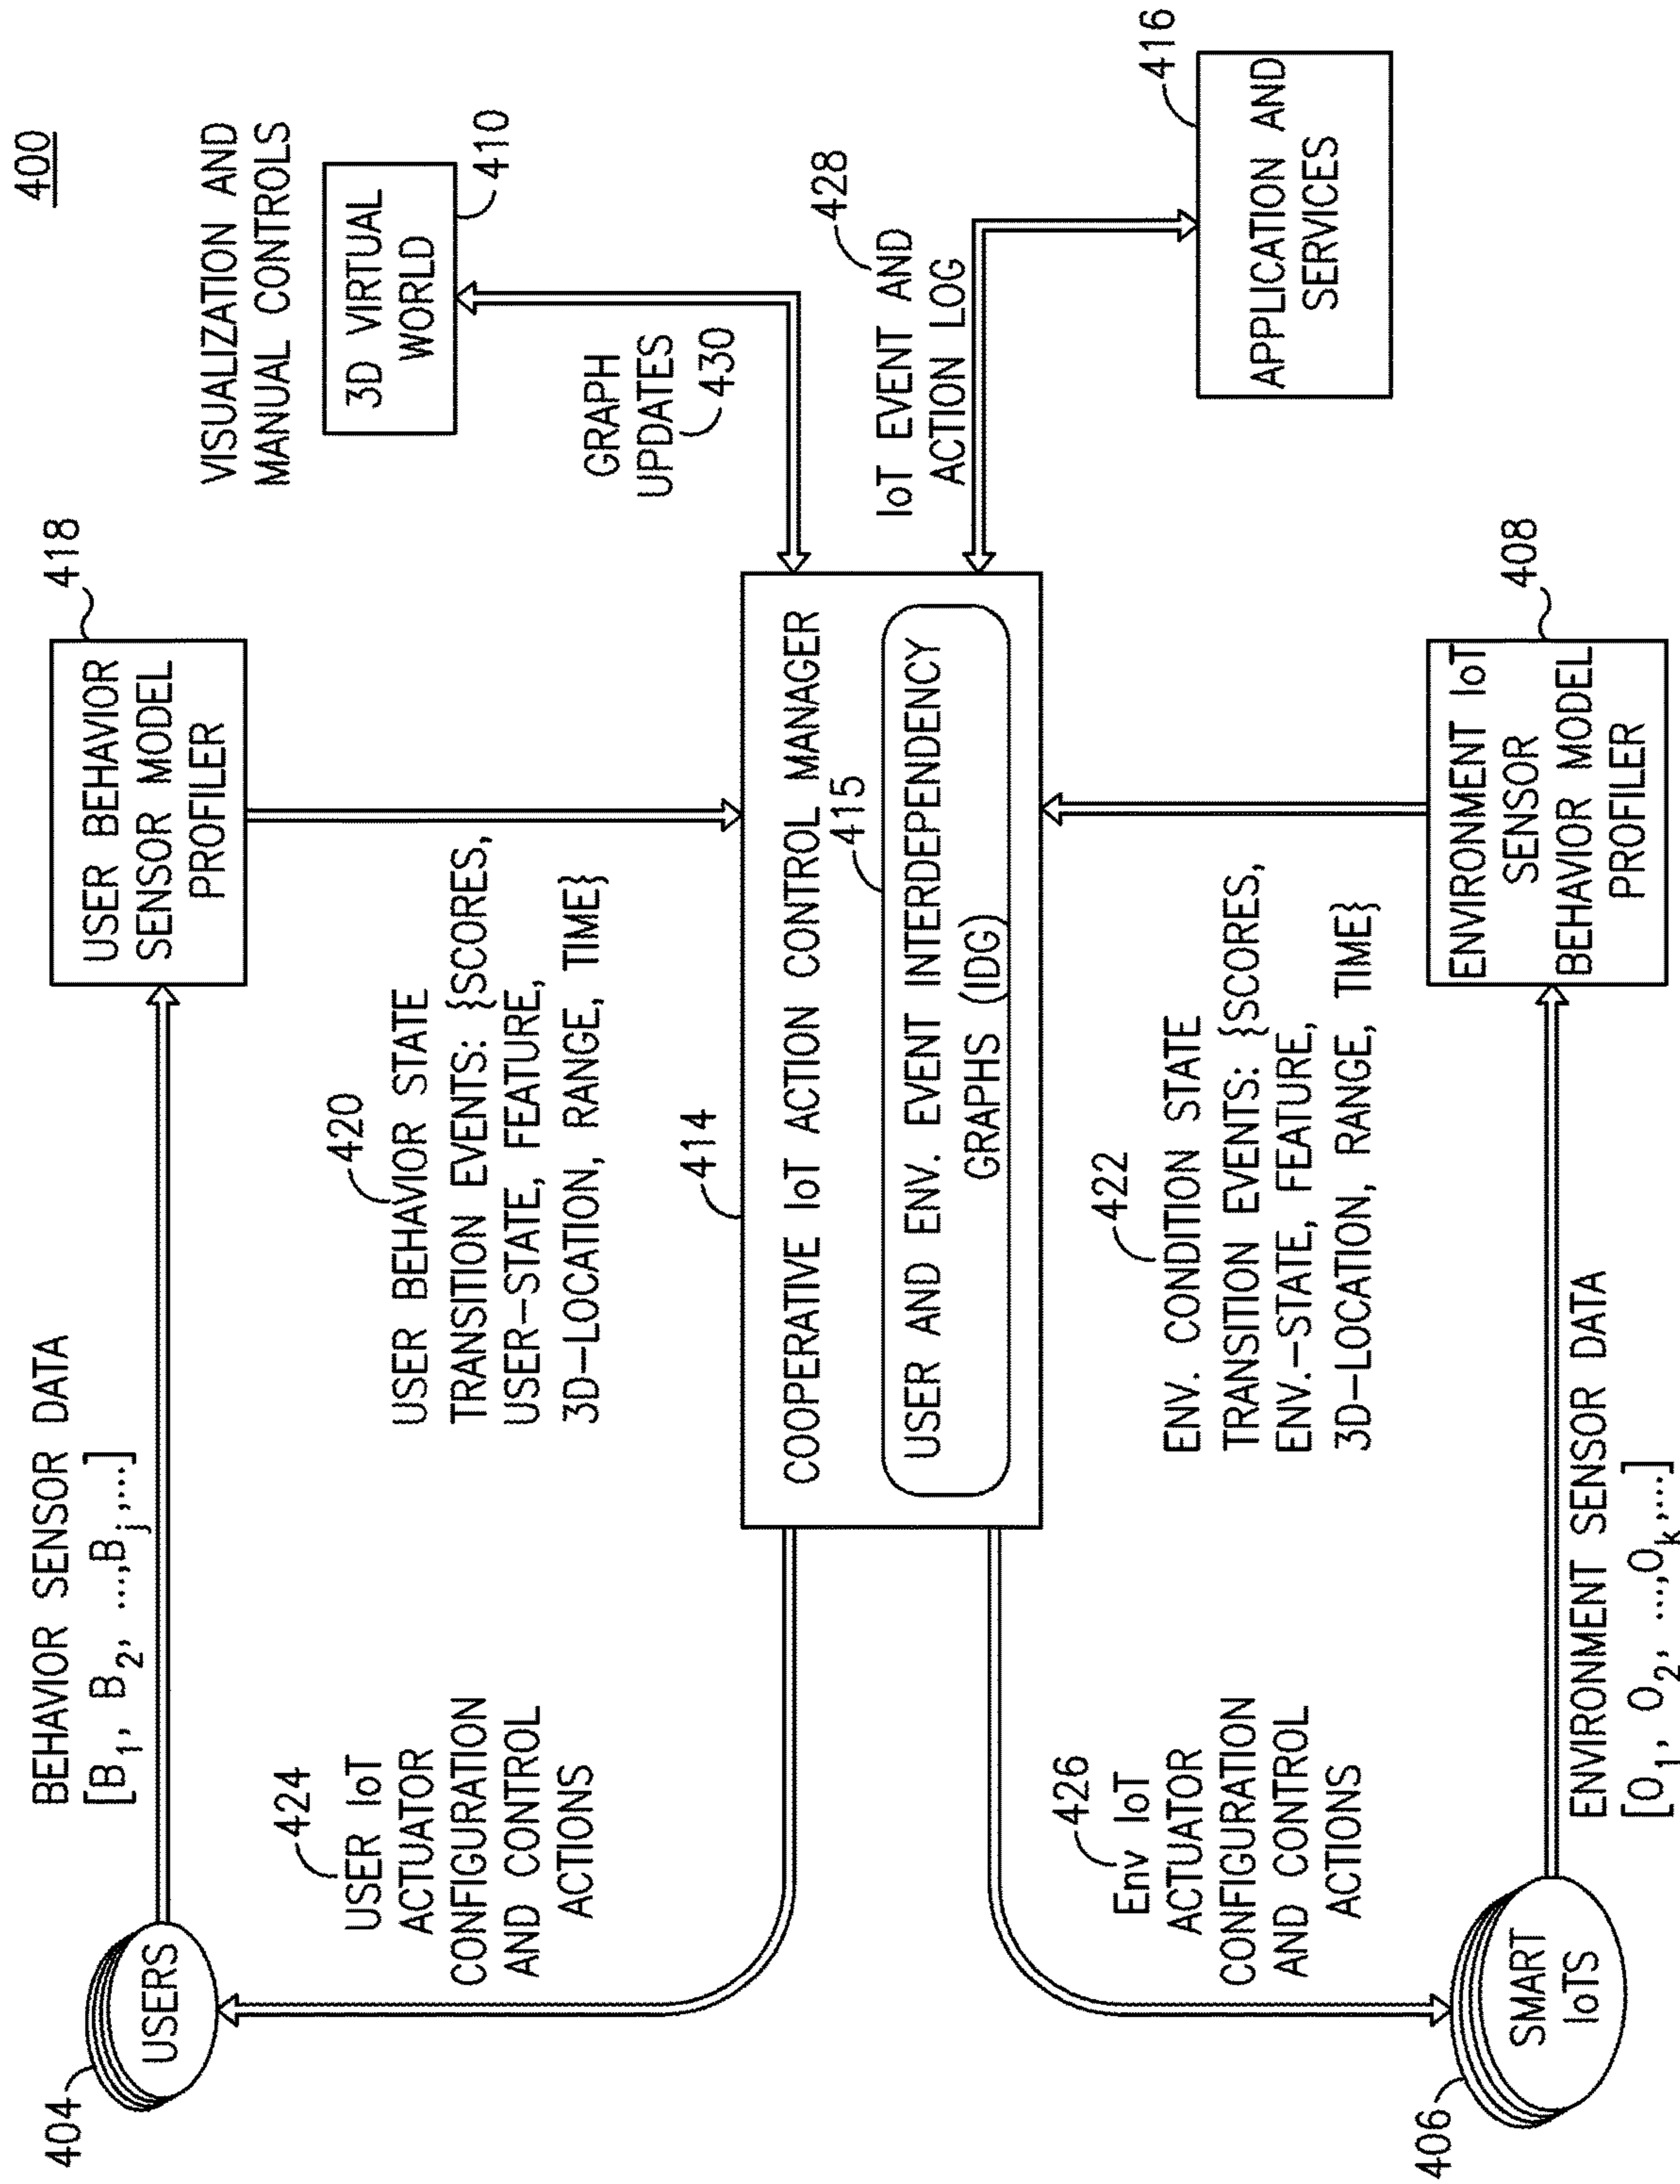 400
BEHAVIOR SENSOR DATA
[B1, B2, ...,Bj,...]
404
USERS
418
USER BEHAVIOR
SENSOR MODEL
PROFILER
VISUALIZATION AND
MANUAL CONTROLS
3D VIRTUAL
WORLD
410
424
USER IoT
ACTUATOR
CONFIGURATION
AND CONTROL
ACTIONS
420
USER BEHAVIOR STATE
TRANSITION EVENTS: {SCORES,
USER-STATE, FEATURE,
3D-LOCATION, RANGE, TIME}
GRAPH
UPDATES
430
414
COOPERATIVE IoT ACTION CONTROL MANAGER
415
USER AND ENV. EVENT INTERDEPENDENCY
GRAPHS (IDG)
428
IoT EVENT AND
ACTION LOG
426
Env IoT
ACTUATOR
CONFIGURATION
AND CONTROL
ACTIONS
422
ENV. CONDITION STATE
TRANSITION EVENTS: {SCORES,
ENV.-STATE, FEATURE,
3D-LOCATION, RANGE, TIME}
416
APPLICATION AND
SERVICES
406
SMART
IoTS
408
ENVIRONMENT IoT
SENSOR
BEHAVIOR MODEL
PROFILER
ENVIRONMENT SENSOR DATA
[O1, O2, ...,Ok,...]